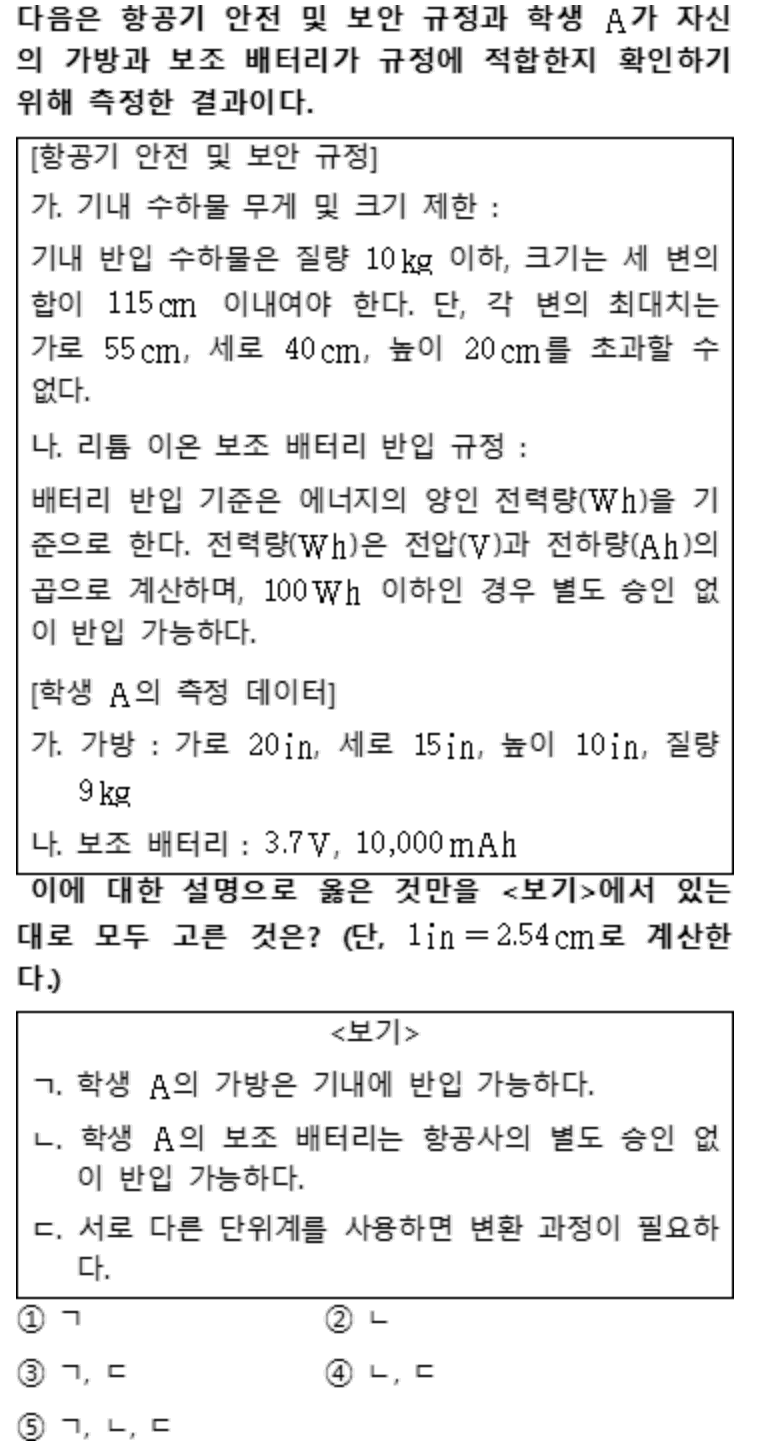 다음은 항공기 안전 및 보안 규정과 학생 A가 자신
의 가방과 보조 배터리가 규정에 적합한지 확인하기
위해 측정한 결과이다.
[항공기 안전 및 보안 규정]
가. 기내 수하물 무게 및 크기 제한 :
기내 반입 수하물은 질량 10kg 이하, 크기는 세 변의
합이 115cm 이내여야 한다. 단, 각 변의 최대치는
가로 55cm, 세로 40cm, 높이 20cm를 초과할 수
없다.
나. 리튬 이온 보조 배터리 반입 규정 :
배터리 반입 기준은 에너지의 양인 전력량(Wh)을 기
준으로 한다. 전력량(Wh)은 전압(V)과 전하량(Ah)의
곱으로 계산하며, 100Wh 이하인 경우 별도 승인 없
이 반입 가능하다.
[학생 A의 측정 데이터]
가. 가방 : 가로 20in, 세로 15in, 높이 10in, 질량
9kg
나. 보조 배터리 : 3.7V, 10,000mAh
이에 대한 설명으로 옳은 것만을 <보기>에서 있는
대로 모두 고른 것은? (단, 1in=2.54cm로 계산한
다.)
<보기>
ㄱ. 학생 A의 가방은 기내에 반입 가능하다.
ㄴ. 학생 A의 보조 배터리는 항공사의 별도 승인 없
이 반입 가능하다.
ㄷ. 서로 다른 단위계를 사용하면 변환 과정이 필요하
다.
① ㄱ ② ㄴ
③ ㄱ, ㄷ ④ ㄴ, ㄷ
⑤ ㄱ, ㄴ, ㄷ